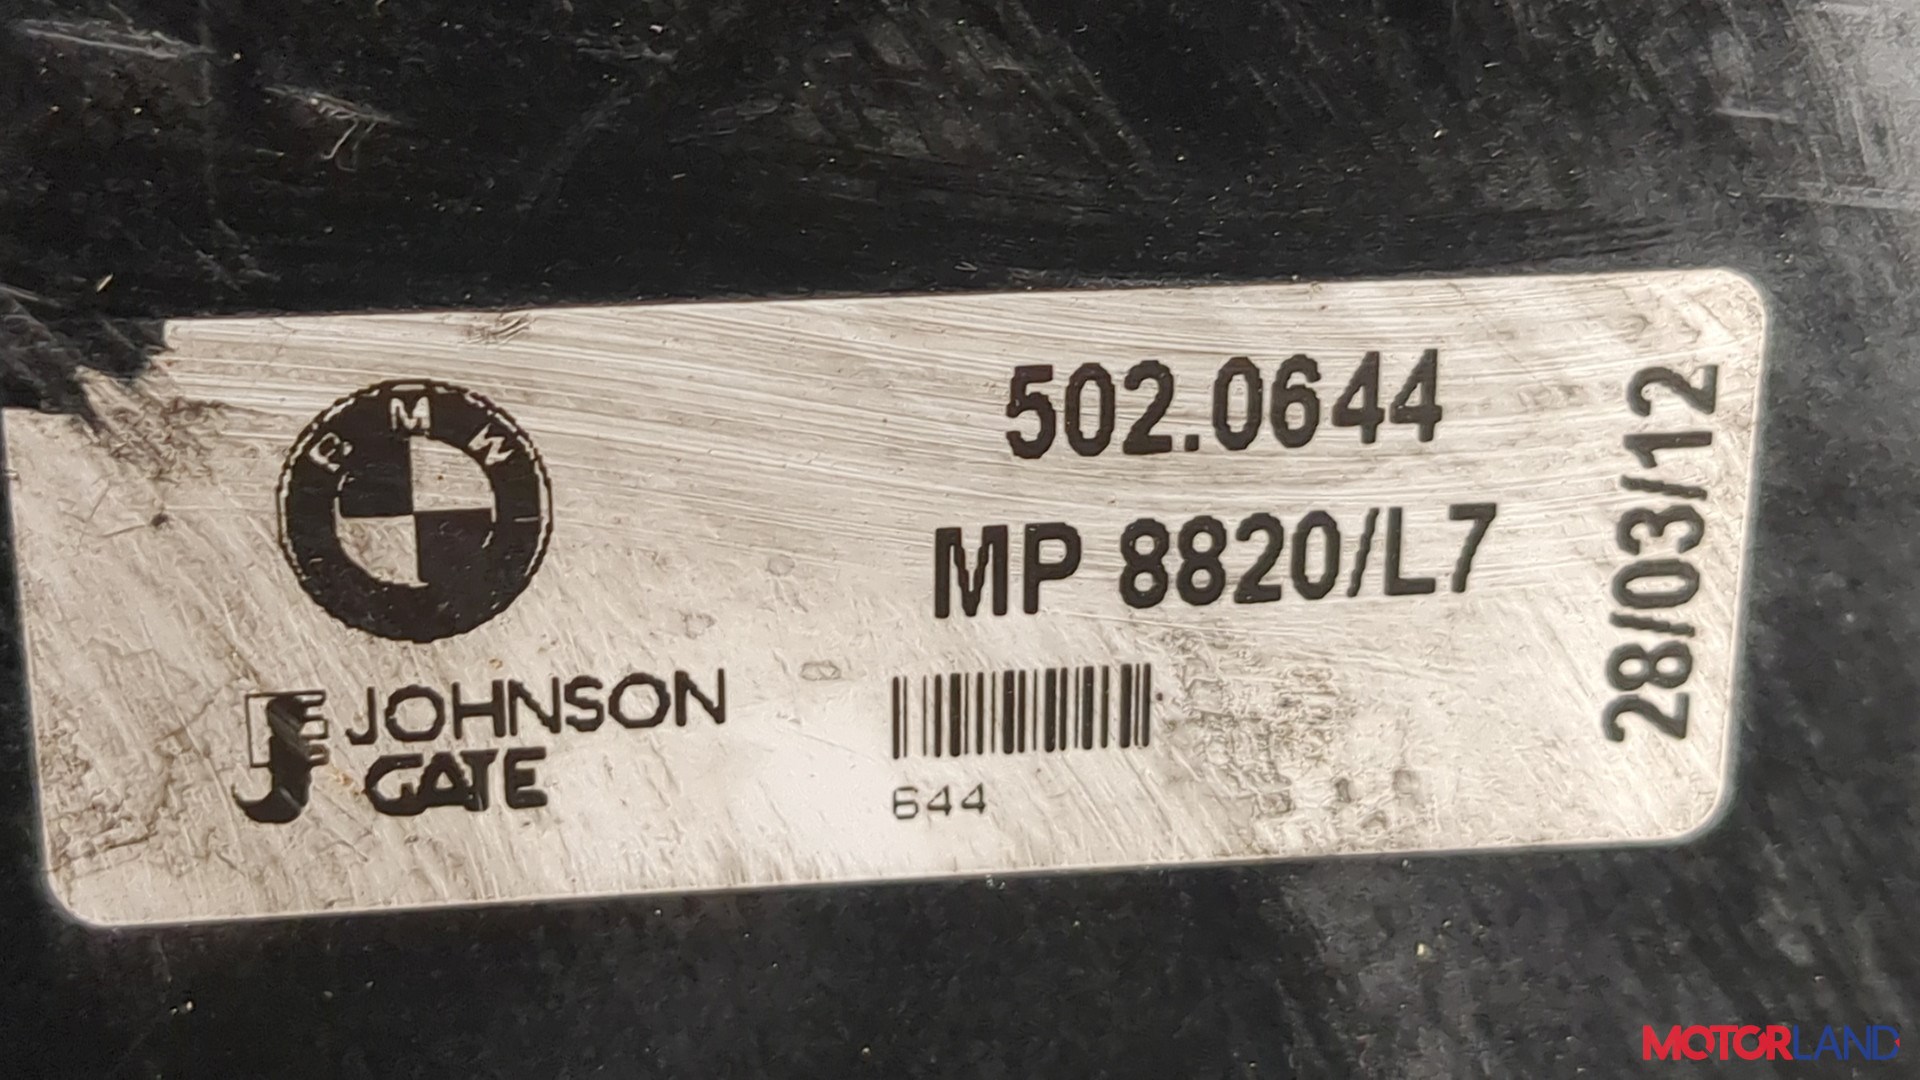 BMW
502.0644
MP 8820/L7
28/03/12
JOHNSON
GATE
644
MOTORLAND